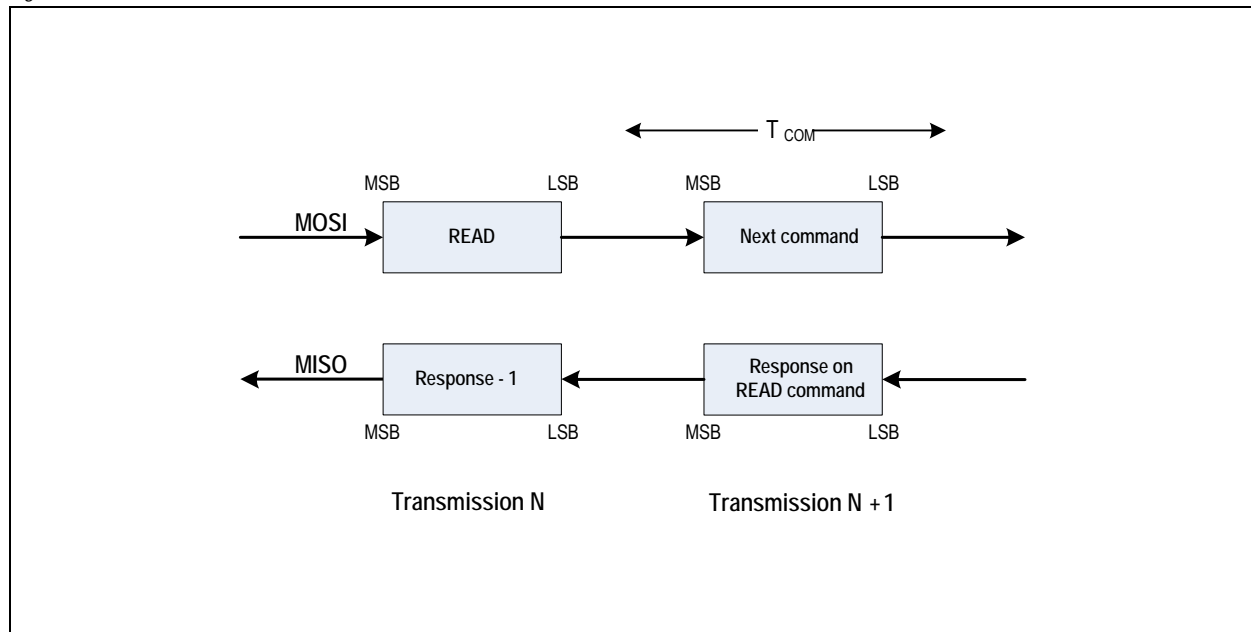 T COM
MSB LSB MSB LSB
MOSI READ Next command
MISO Response - 1 Response on
READ command
MSB LSB MSB LSB
Transmission N Transmission N +1